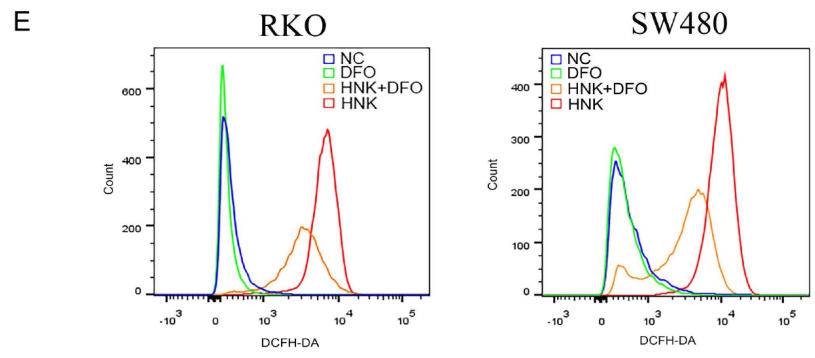 E
RKO
NC
DFO
HNK+DFO
HNK
600
400
200
0
Count
-10³ 0 10³ 10⁴ 10⁵
DCFH-DA
SW480
NC
DFO
HNK+DFO
HNK
400
300
200
100
0
Count
-10³ 0 10³ 10⁴ 10⁵
DCFH-DA